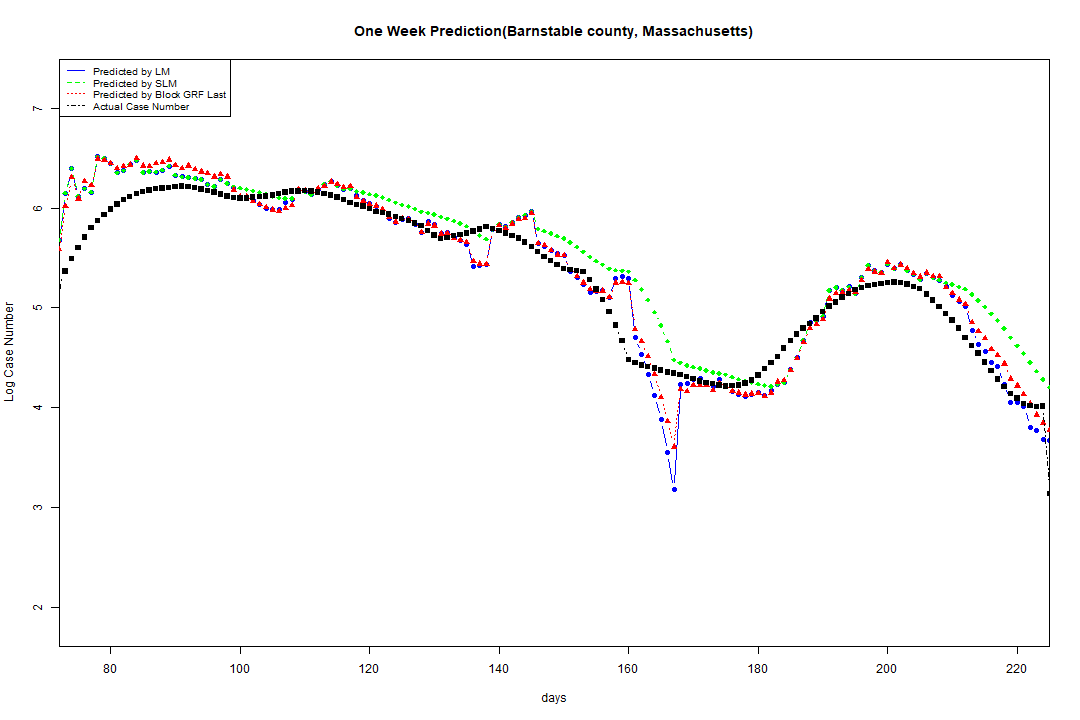 One Week Prediction(Barnstable county, Massachusetts)
Predicted by LM
Predicted by SLM
Predicted by Block GRF Last
Actual Case Number
7
6
5
4
3
2
Log Case Number
80 100 120 140 160 180 200 220
days